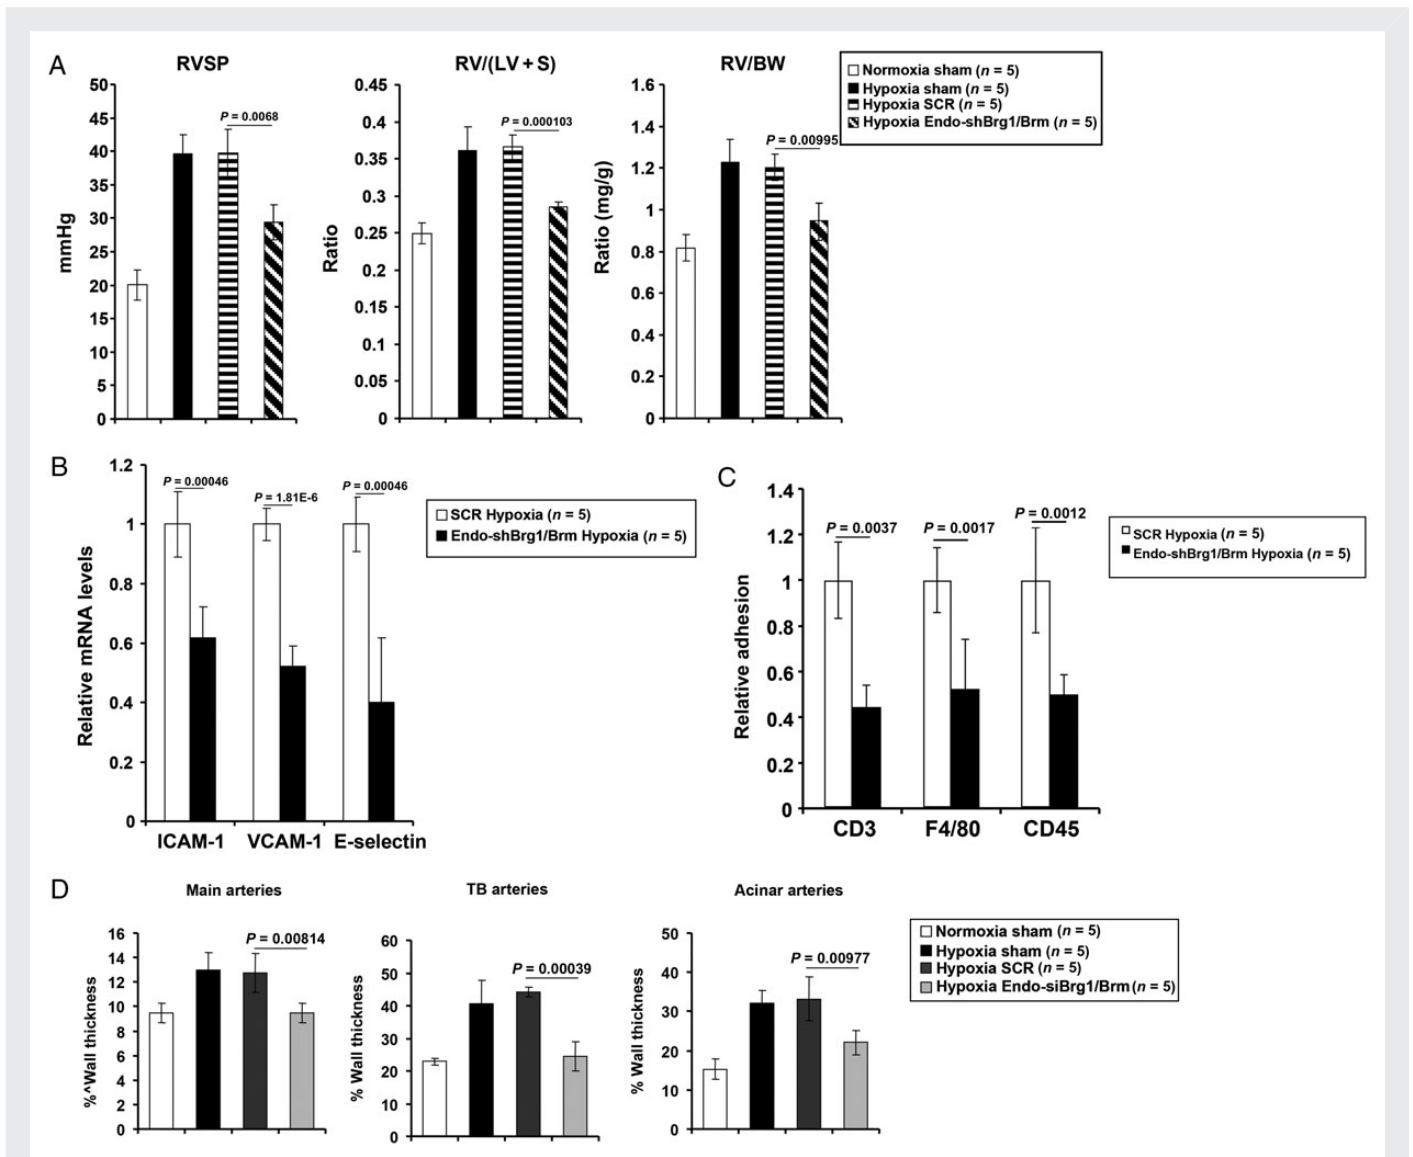 A
RVSP
RV/(LV + S)
RV/BW
Normoxia sham (n = 5)
Hypoxia sham (n = 5)
Hypoxia SCR (n = 5)
Hypoxia Endo-shBrg1/Brm (n = 5)
mmHg
50
45
40
35
30
25
20
15
10
5
0
P = 0.0068
Ratio
0.45
0.4
0.35
0.3
0.25
0.2
0.15
0.1
0.05
0
P = 0.000103
Ratio (mg/g)
1.6
1.4
1.2
1
0.8
0.6
0.4
0.2
0
P = 0.00995
B
Relative mRNA levels
1.2
1
0.8
0.6
0.4
0.2
0
P = 0.00046
P = 1.81E-6
P = 0.00046
ICAM-1 VCAM-1 E-selectin
SCR Hypoxia (n = 5)
Endo-shBrg1/Brm Hypoxia (n = 5)
C
Relative adhesion
1.4
1.2
1
0.8
0.6
0.4
0.2
0
P = 0.0037
P = 0.0017
P = 0.0012
CD3 F4/80 CD45
SCR Hypoxia (n = 5)
Endo-shBrg1/Brm Hypoxia (n = 5)
D
Main arteries
%^Wall thickness
16
14
12
10
8
6
4
2
0
P = 0.00814
TB arteries
% Wall thickness
60
50
40
30
20
10
0
P = 0.00039
Acinar arteries
% Wall thickness
50
40
30
20
10
0
P = 0.00977
Normoxia sham (n = 5)
Hypoxia sham (n = 5)
Hypoxia SCR (n = 5)
Hypoxia Endo-siBrg1/Brm (n = 5)